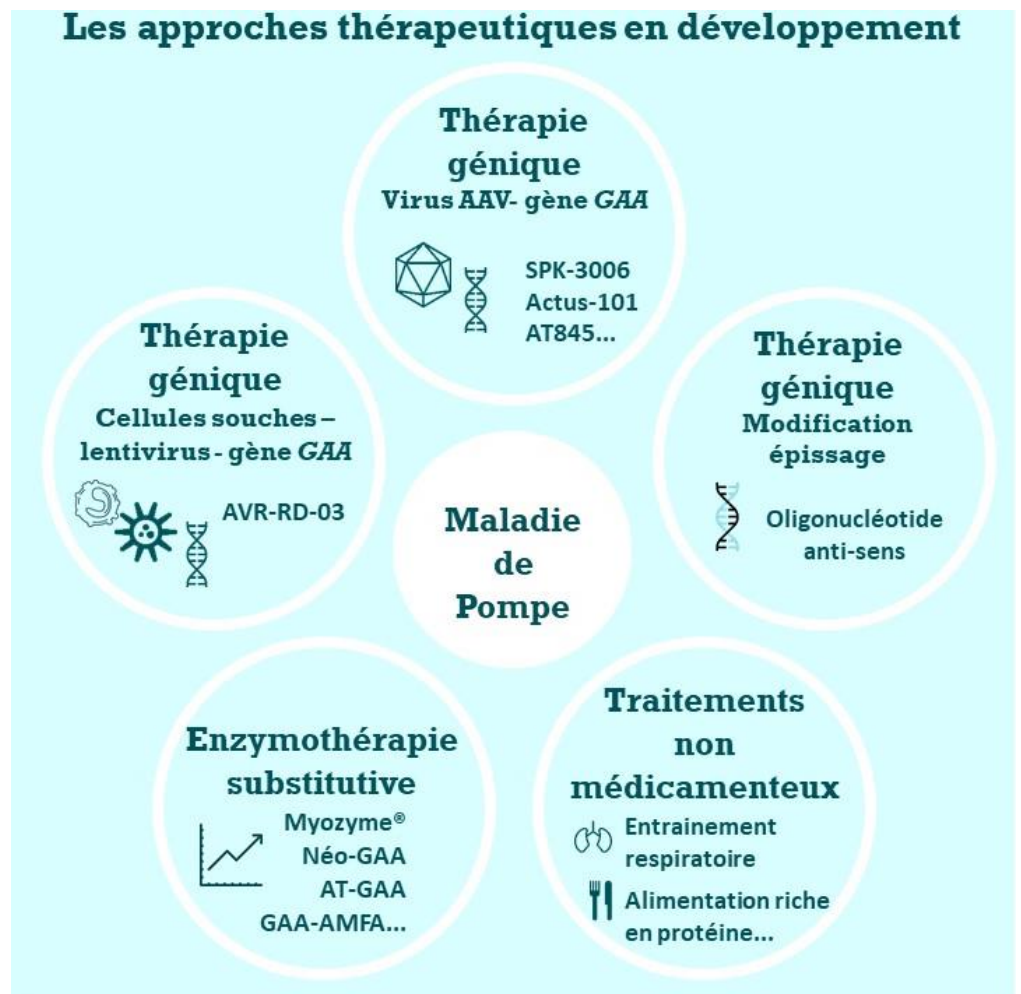 Les approches thérapeutiques en développement
Thérapie
génique
Virus AAV- gène GAA
SPK-3006
Actus-101
AT845...
Thérapie
génique
Cellules souches –
lentivirus - gène GAA
AVR-RD-03
Thérapie
génique
Modification
épissage
Oligonucléotide
anti-sens
Maladie
de
Pompe
Enzymothérapie
substitutive
Myozyme®
Néo-GAA
AT-GAA
GAA-AMFA...
Traitements
non
médicamenteux
Entrainement
respiratoire
Alimentation riche
en protéine...